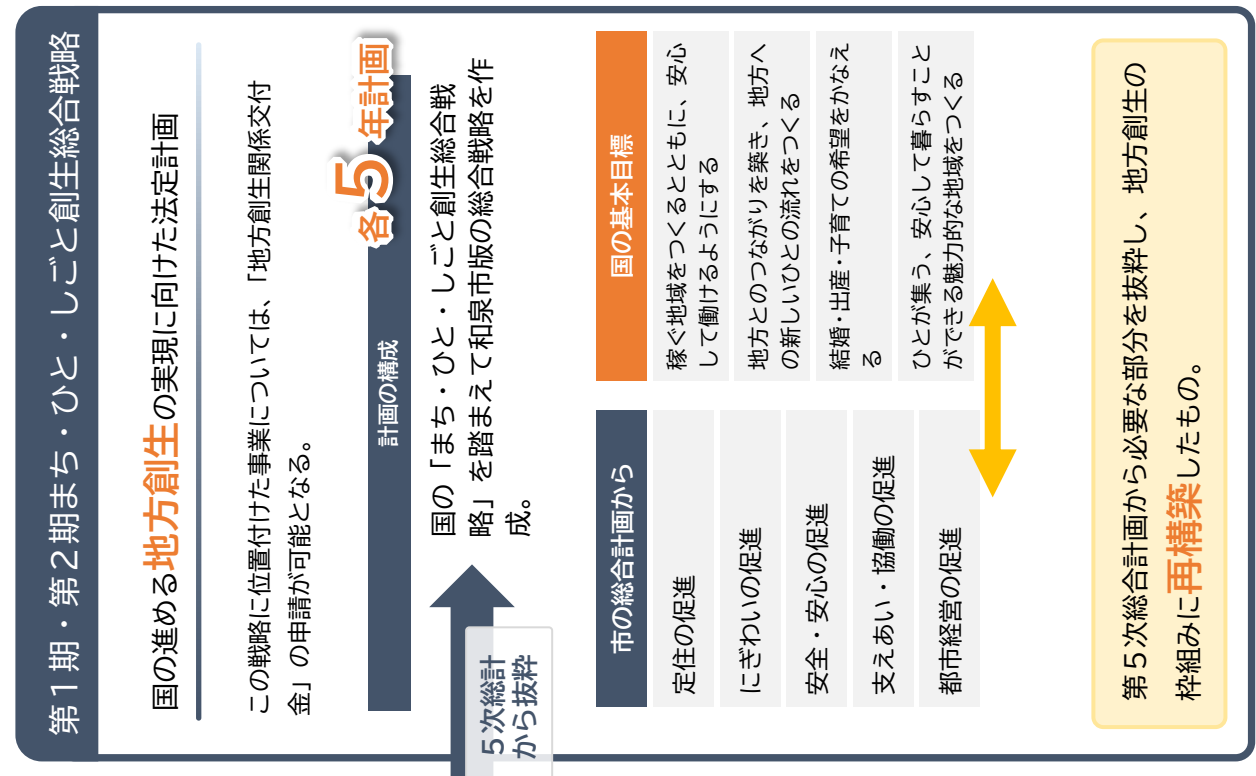 第１期・第２期まち・ひと・しごと創生総合戦略
国の進める地方創生の実現に向けた法定計画
この戦略に位置付けた事業については、「地方創生関係交付
金」の申請が可能となる。
各５年計画
計画の構成
５次総計
から抜粋
国の「まち・ひと・しごと創生総合戦
略」を踏まえて和泉市版の総合戦略を作
成。
市の総合計画から
定住の促進
にぎわいの促進
安全・安心の促進
支えあい・協働の促進
都市経営の促進
国の基本目標
稼ぐ地域をつくるとともに、安心
して働けるようにする
地方とのつながりを築き、地方へ
の新しいひとの流れをつくる
結婚・出産・子育ての希望をかなえ
る
ひとが集う、安心して暮らすこと
ができる魅力的な地域をつくる
第５次総合計画から必要な部分を抜粋し、地方創生の
枠組みに再構築したもの。